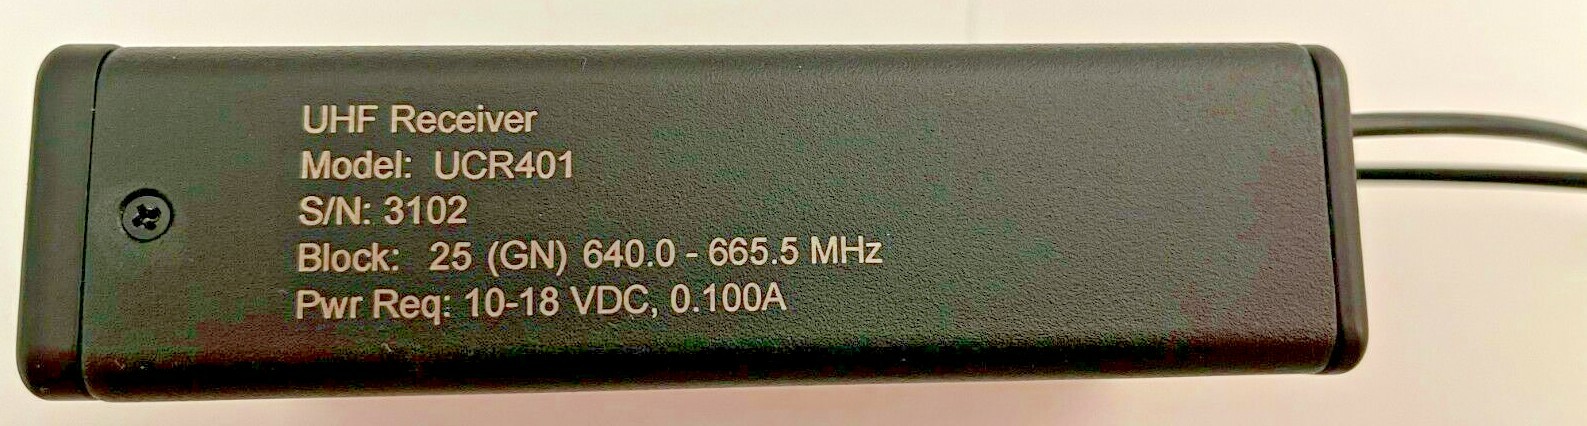 UHF Receiver
Model: UCR401
S/N: 3102
Block: 25 (GN) 640.0 - 665.5 MHz
Pwr Req: 10-18 VDC, 0.100A